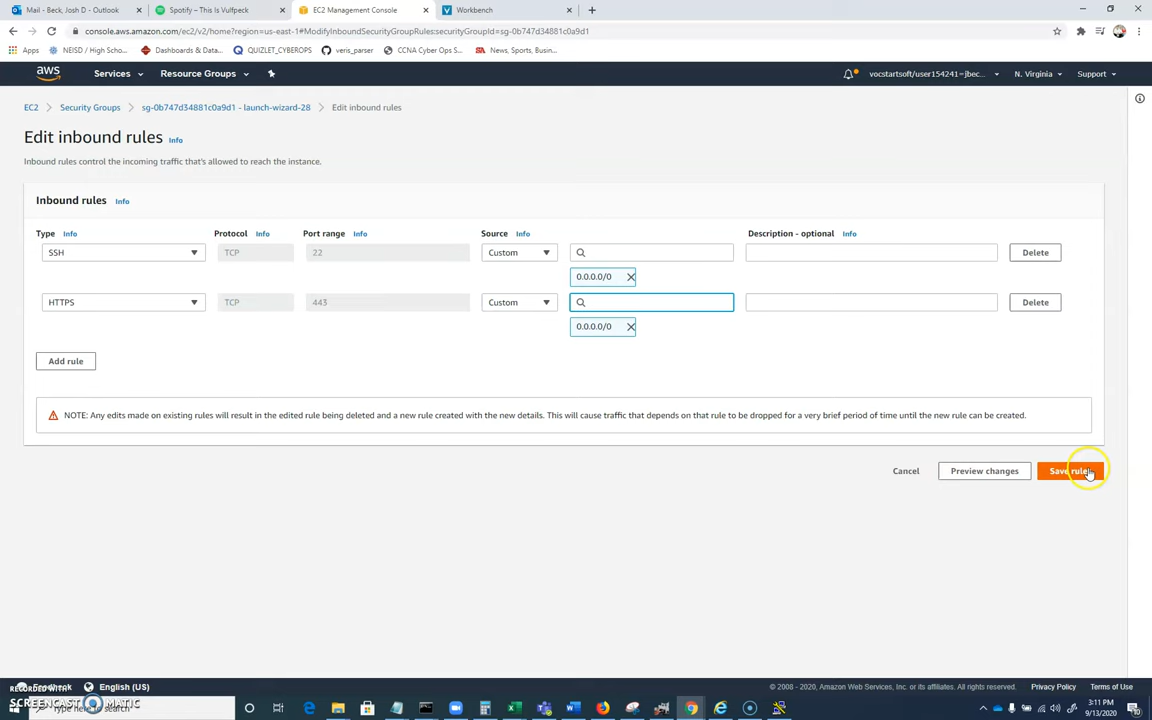 Mail - Beck, Josh D - Outlook
Spotify – This Is Vulfpeck
EC2 Management Console
Workbench
console.aws.amazon.com/ec2/v2/home?region=us-east-1#ModifyInboundSecurityGroupRules:securityGroupId=sg-0b747d34881c0a9d1
Apps
NEISD / High Scho...
Dashboards & Data...
QUIZLET_CYBEROPS
veris_parser
CCNA Cyber Ops S...
News, Sports, Busin...
aws
Services
Resource Groups
vocstartsoft/user154241=jbec...
N. Virginia
Support
EC2
Security Groups
sg-0b747d34881c0a9d1 - launch-wizard-28
Edit inbound rules
Edit inbound rules Info
Inbound rules control the incoming traffic that's allowed to reach the instance.
Inbound rules Info
Type Info Protocol Info Port range Info Source Info Description - optional Info
SSH TCP 22 Custom Delete
0.0.0.0/0
HTTPS TCP 443 Custom Delete
0.0.0.0/0
Add rule
NOTE: Any edits made on existing rules will result in the edited rule being deleted and a new rule created with the new details. This will cause traffic that depends on that rule to be dropped for a very brief period of time until the new rule can be created.
Cancel Preview changes Save rules
Feedback English (US)
© 2008 - 2020, Amazon Web Services, Inc. or its affiliates. All rights reserved. Privacy Policy Terms of Use
RECORDED WITH
SCREENCAST MATIC
Type here to search
3:11 PM
9/13/2020